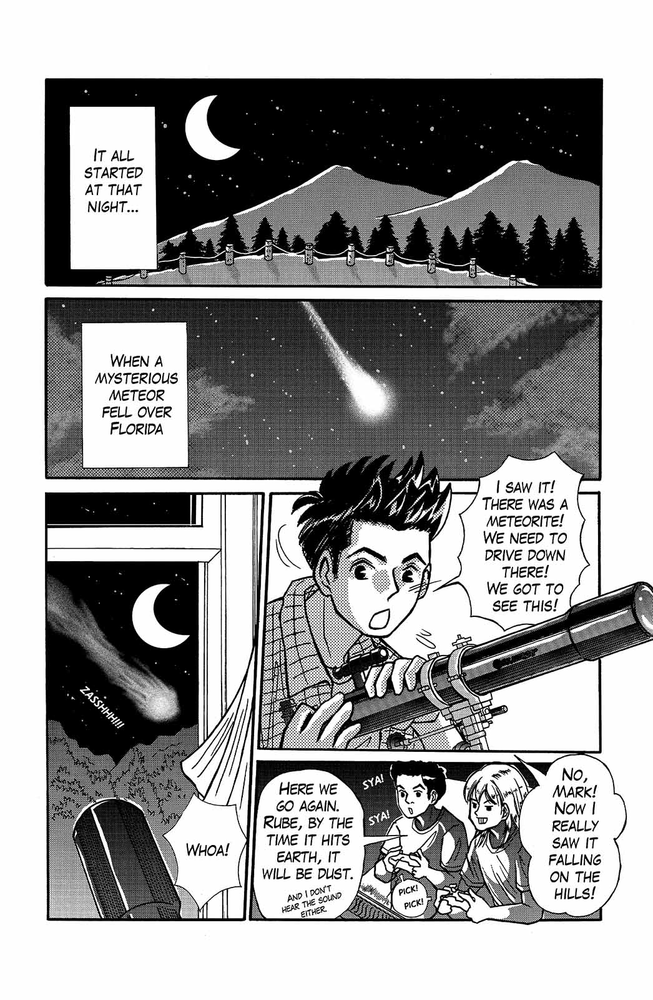 IT ALL
STARTED
AT THAT
NIGHT...
WHEN A
MYSTERIOUS
METEOR
FELL OVER
FLORIDA
ZASSHHH!!!
WHOA!
I SAW IT!
THERE WAS A
METEORITE!
WE NEED TO
DRIVE DOWN
THERE!
WE GOT TO
SEE THIS!
HERE WE
GO AGAIN.
RUBE, BY THE
TIME IT HITS
EARTH, IT
WILL BE DUST.
AND I DON'T
HEAR THE SOUND
EITHER.
SYA!
SYA!
PICK!
PICK!
NO,
MARK!
NOW I
REALLY
SAW IT
FALLING
ON THE
HILLS!